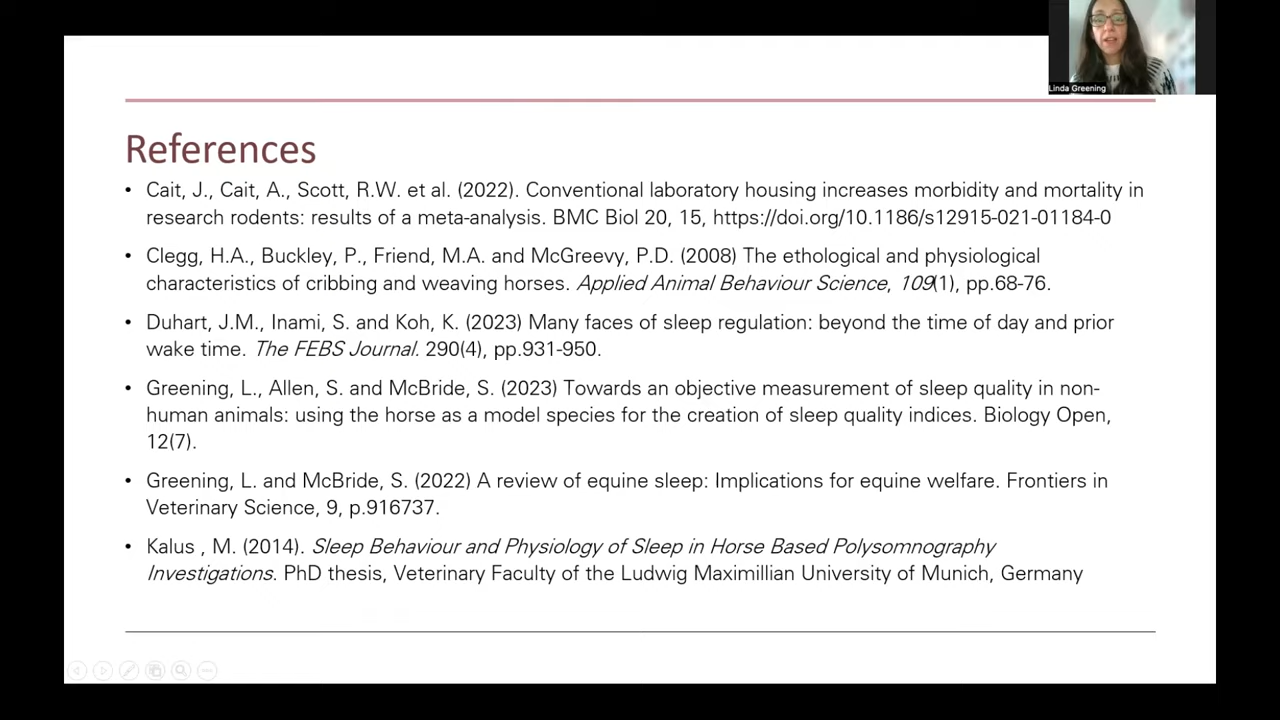 Linda Greening
References
• Cait, J., Cait, A., Scott, R.W. et al. (2022). Conventional laboratory housing increases morbidity and mortality in
research rodents: results of a meta-analysis. BMC Biol 20, 15, https://doi.org/10.1186/s12915-021-01184-0
• Clegg, H.A., Buckley, P., Friend, M.A. and McGreevy, P.D. (2008) The ethological and physiological
characteristics of cribbing and weaving horses. Applied Animal Behaviour Science, 109(1), pp.68-76.
• Duhart, J.M., Inami, S. and Koh, K. (2023) Many faces of sleep regulation: beyond the time of day and prior
wake time. The FEBS Journal. 290(4), pp.931-950.
• Greening, L., Allen, S. and McBride, S. (2023) Towards an objective measurement of sleep quality in non-
human animals: using the horse as a model species for the creation of sleep quality indices. Biology Open,
12(7).
• Greening, L. and McBride, S. (2022) A review of equine sleep: Implications for equine welfare. Frontiers in
Veterinary Science, 9, p.916737.
• Kalus , M. (2014). Sleep Behaviour and Physiology of Sleep in Horse Based Polysomnography
Investigations. PhD thesis, Veterinary Faculty of the Ludwig Maximillian University of Munich, Germany